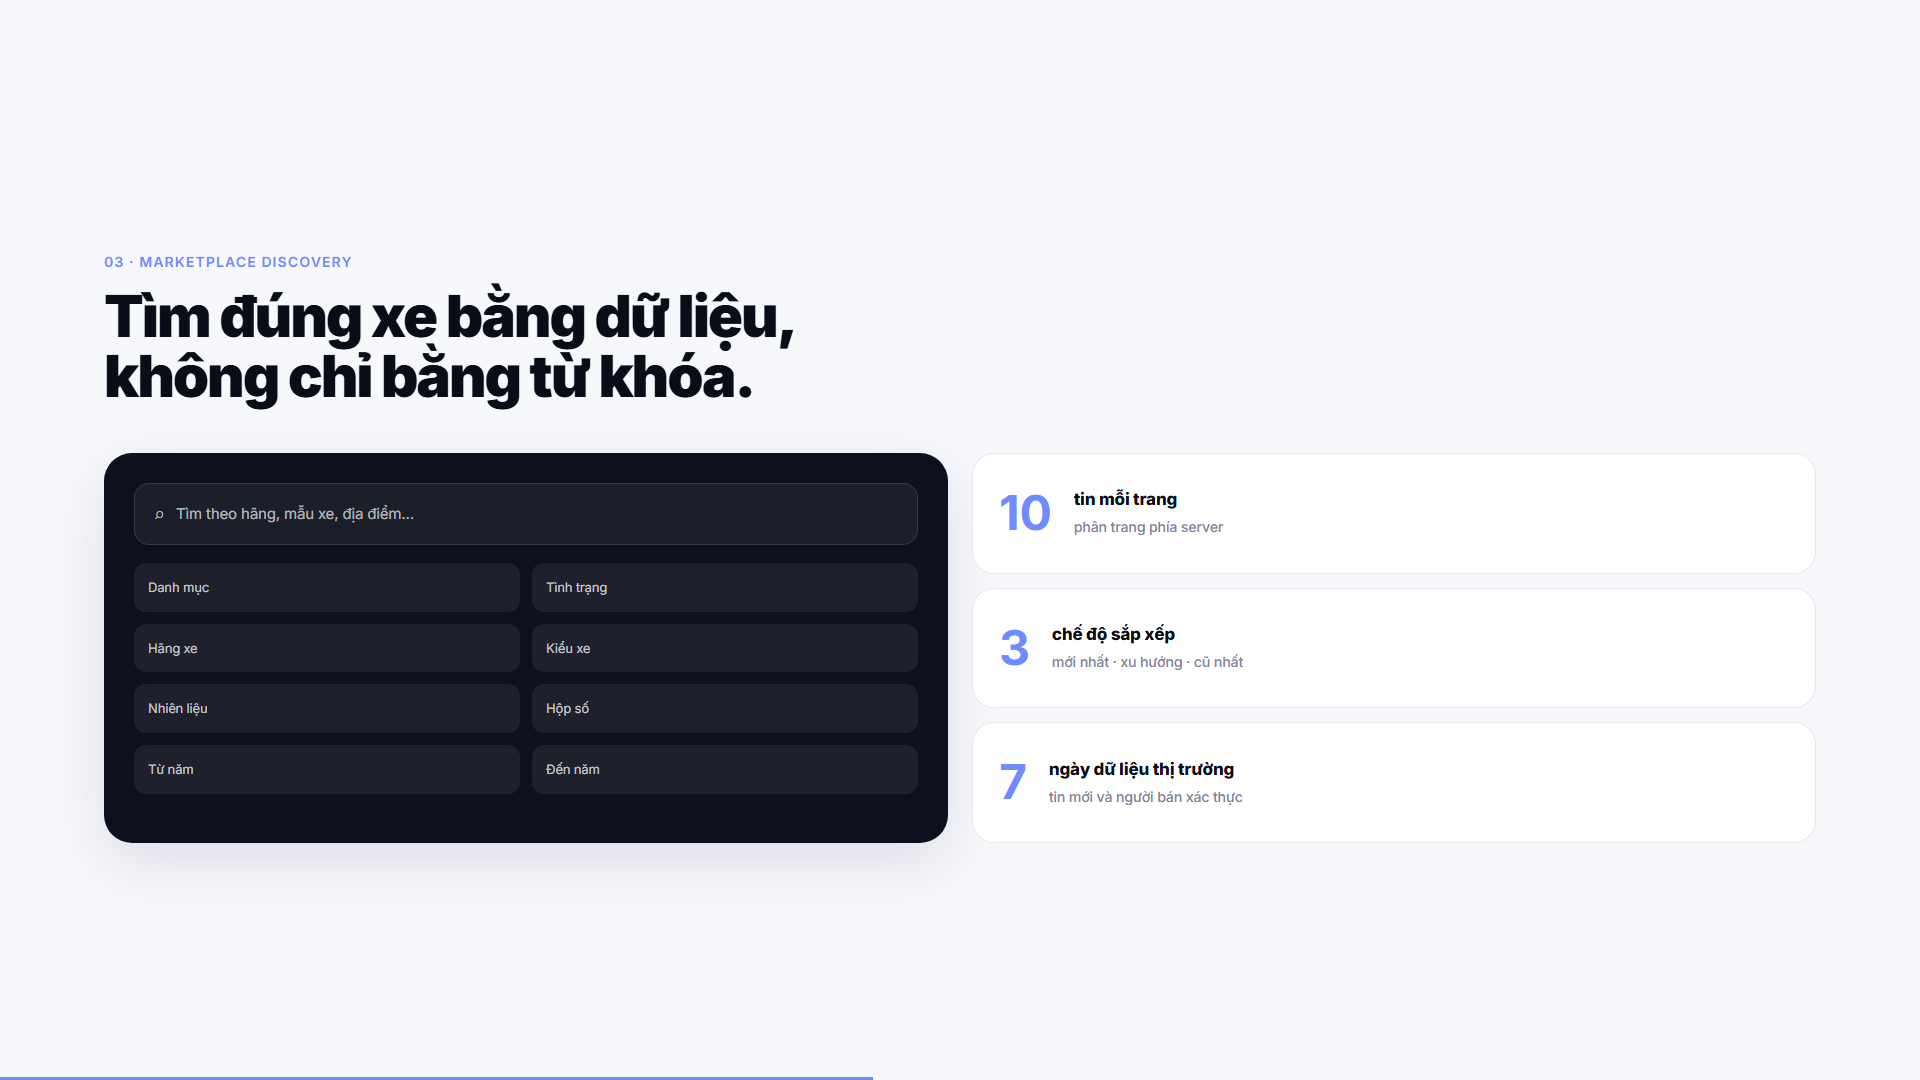 03 · MARKETPLACE DISCOVERY
Tìm đúng xe bằng dữ liệu,
không chỉ bằng từ khóa.
Tìm theo hãng, mẫu xe, địa điểm...
Danh mục
Tình trạng
Hãng xe
Kiểu xe
Nhiên liệu
Hộp số
Từ năm
Đến năm
10
tin mỗi trang
phân trang phía server
3
chế độ sắp xếp
mới nhất · xu hướng · cũ nhất
7
ngày dữ liệu thị trường
tin mới và người bán xác thực